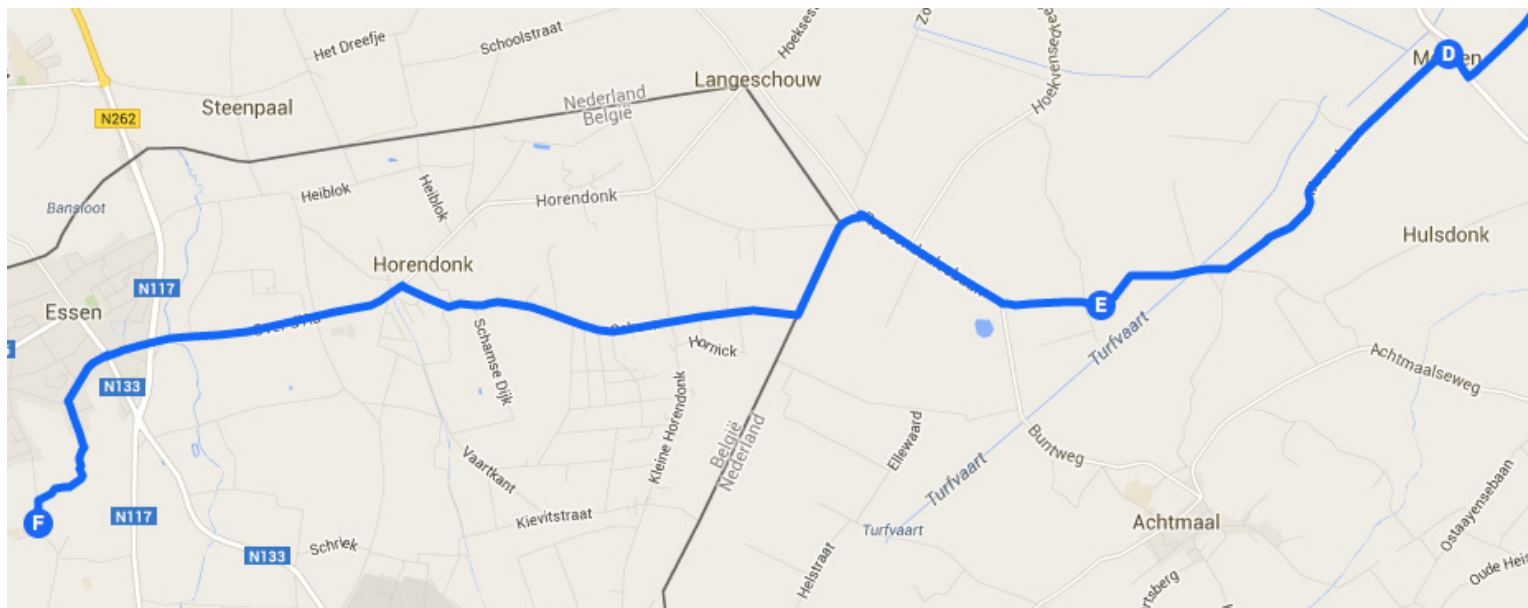 Het Dreefje
Schoolstraat
D
Langeschouw
Steenpaal
Nederland
België
N262
Heiblok
Heiblok
Horendonk
Bansloot
Hulsdonk
Horendonk
N117
Essen
E
Turfvaart
Hornick
Schamse Dijk
N133
Achtmaalseweg
Kleine Horendonk
België
Nederland
Ellewaard
Buntweg
Vaartkant
Turfvaart
Ostaayensebaan
F
N117
Kievitstraat
Turfvaart
Achtmaal
Schriek
N133
Helstraat